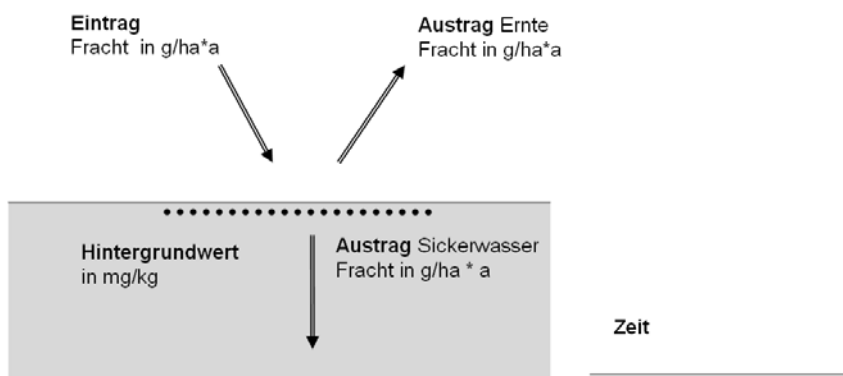 Eintrag
Fracht in g/ha*a
Austrag Ernte
Fracht in g/ha*a
Hintergrundwert
in mg/kg
Austrag Sickerwasser
Fracht in g/ha * a
Zeit